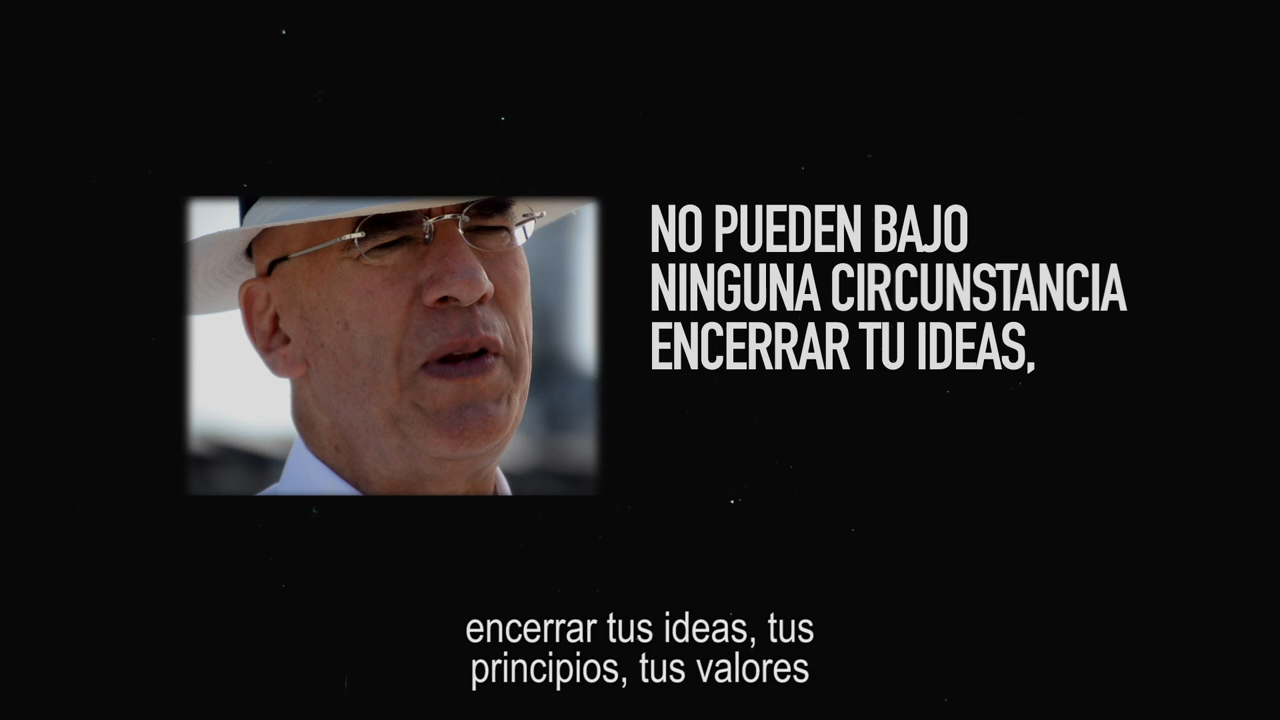 NO PUEDEN BAJO
NINGUNA CIRCUNSTANCIA
ENCERRAR TU IDEAS,
encerrar tus ideas, tus
principios, tus valores